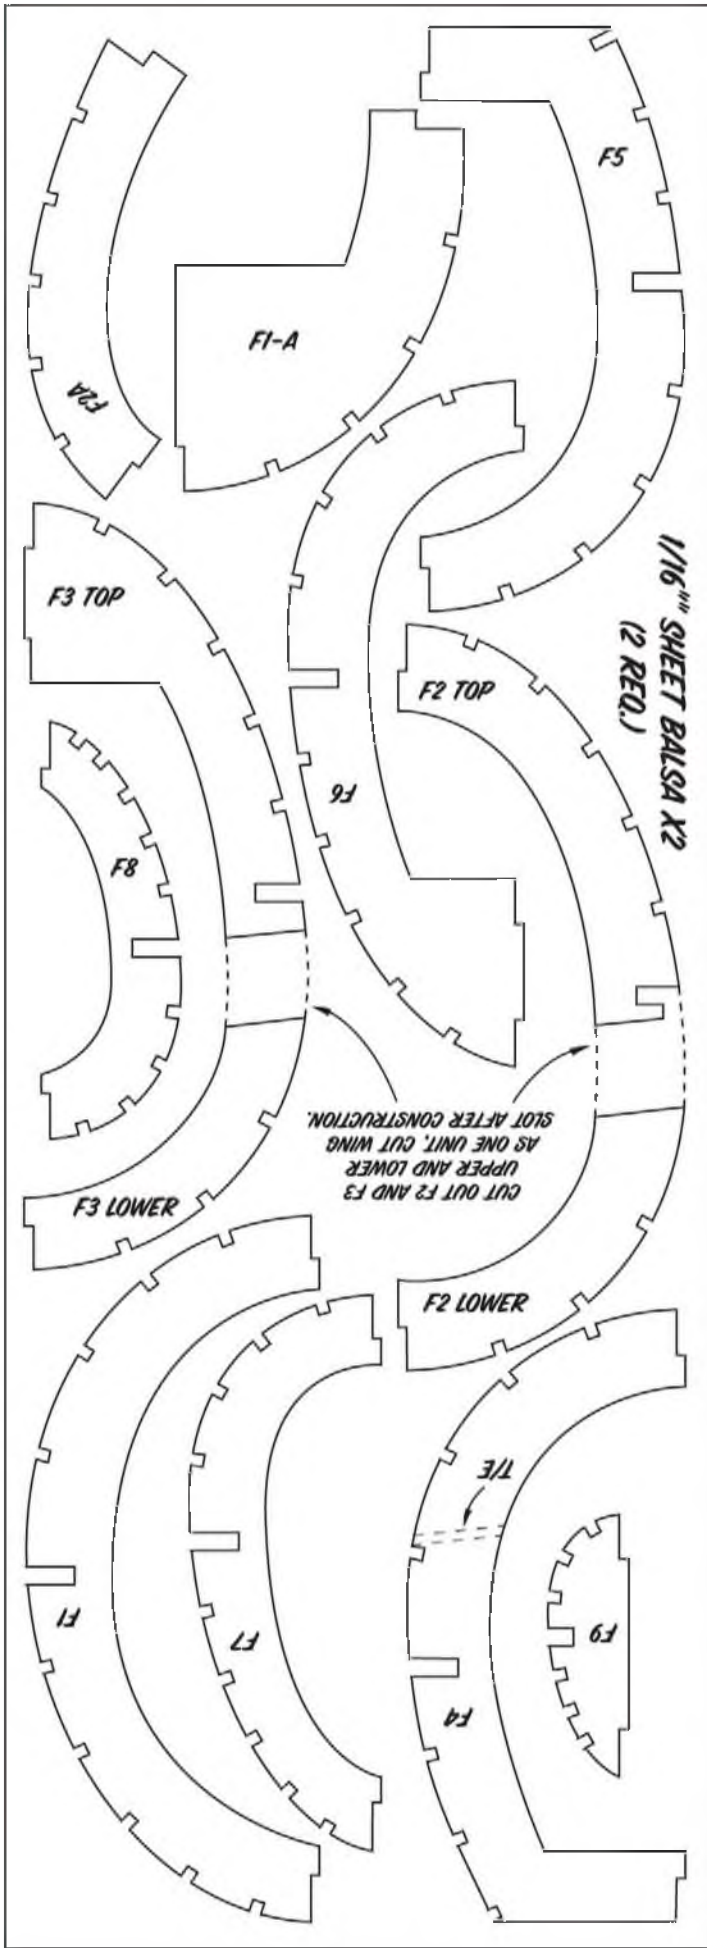 F5
F1-A
F2A
1/16"" SHEET BALSA X2
(2 REQ.)
F3 TOP
F2 TOP
F6
F8
CUT OUT F2 AND F3
UPPER AND LOWER
AS ONE UNIT. CUT WING
SLOT AFTER CONSTRUCTION.
F3 LOWER
F2 LOWER
T/E
F1
F7
F9
F4